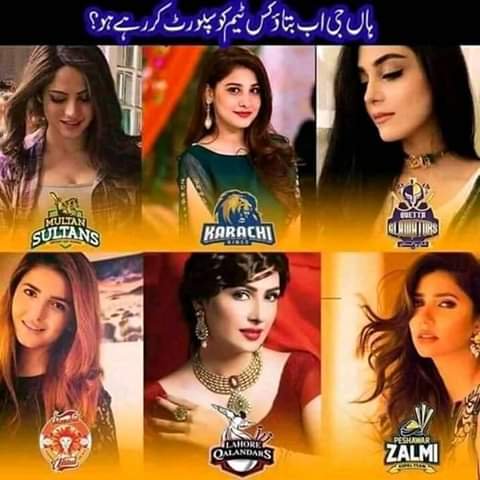 ہاں جی اب بتاؤ کس ٹیم کو سپورٹ کر رہے ہو؟
MULTAN
SULTANS
KARACHI
KINGS
QUETTA
GLADIATORS
United
LAHORE
QALANDARS
PESHAWAR
ZALMI